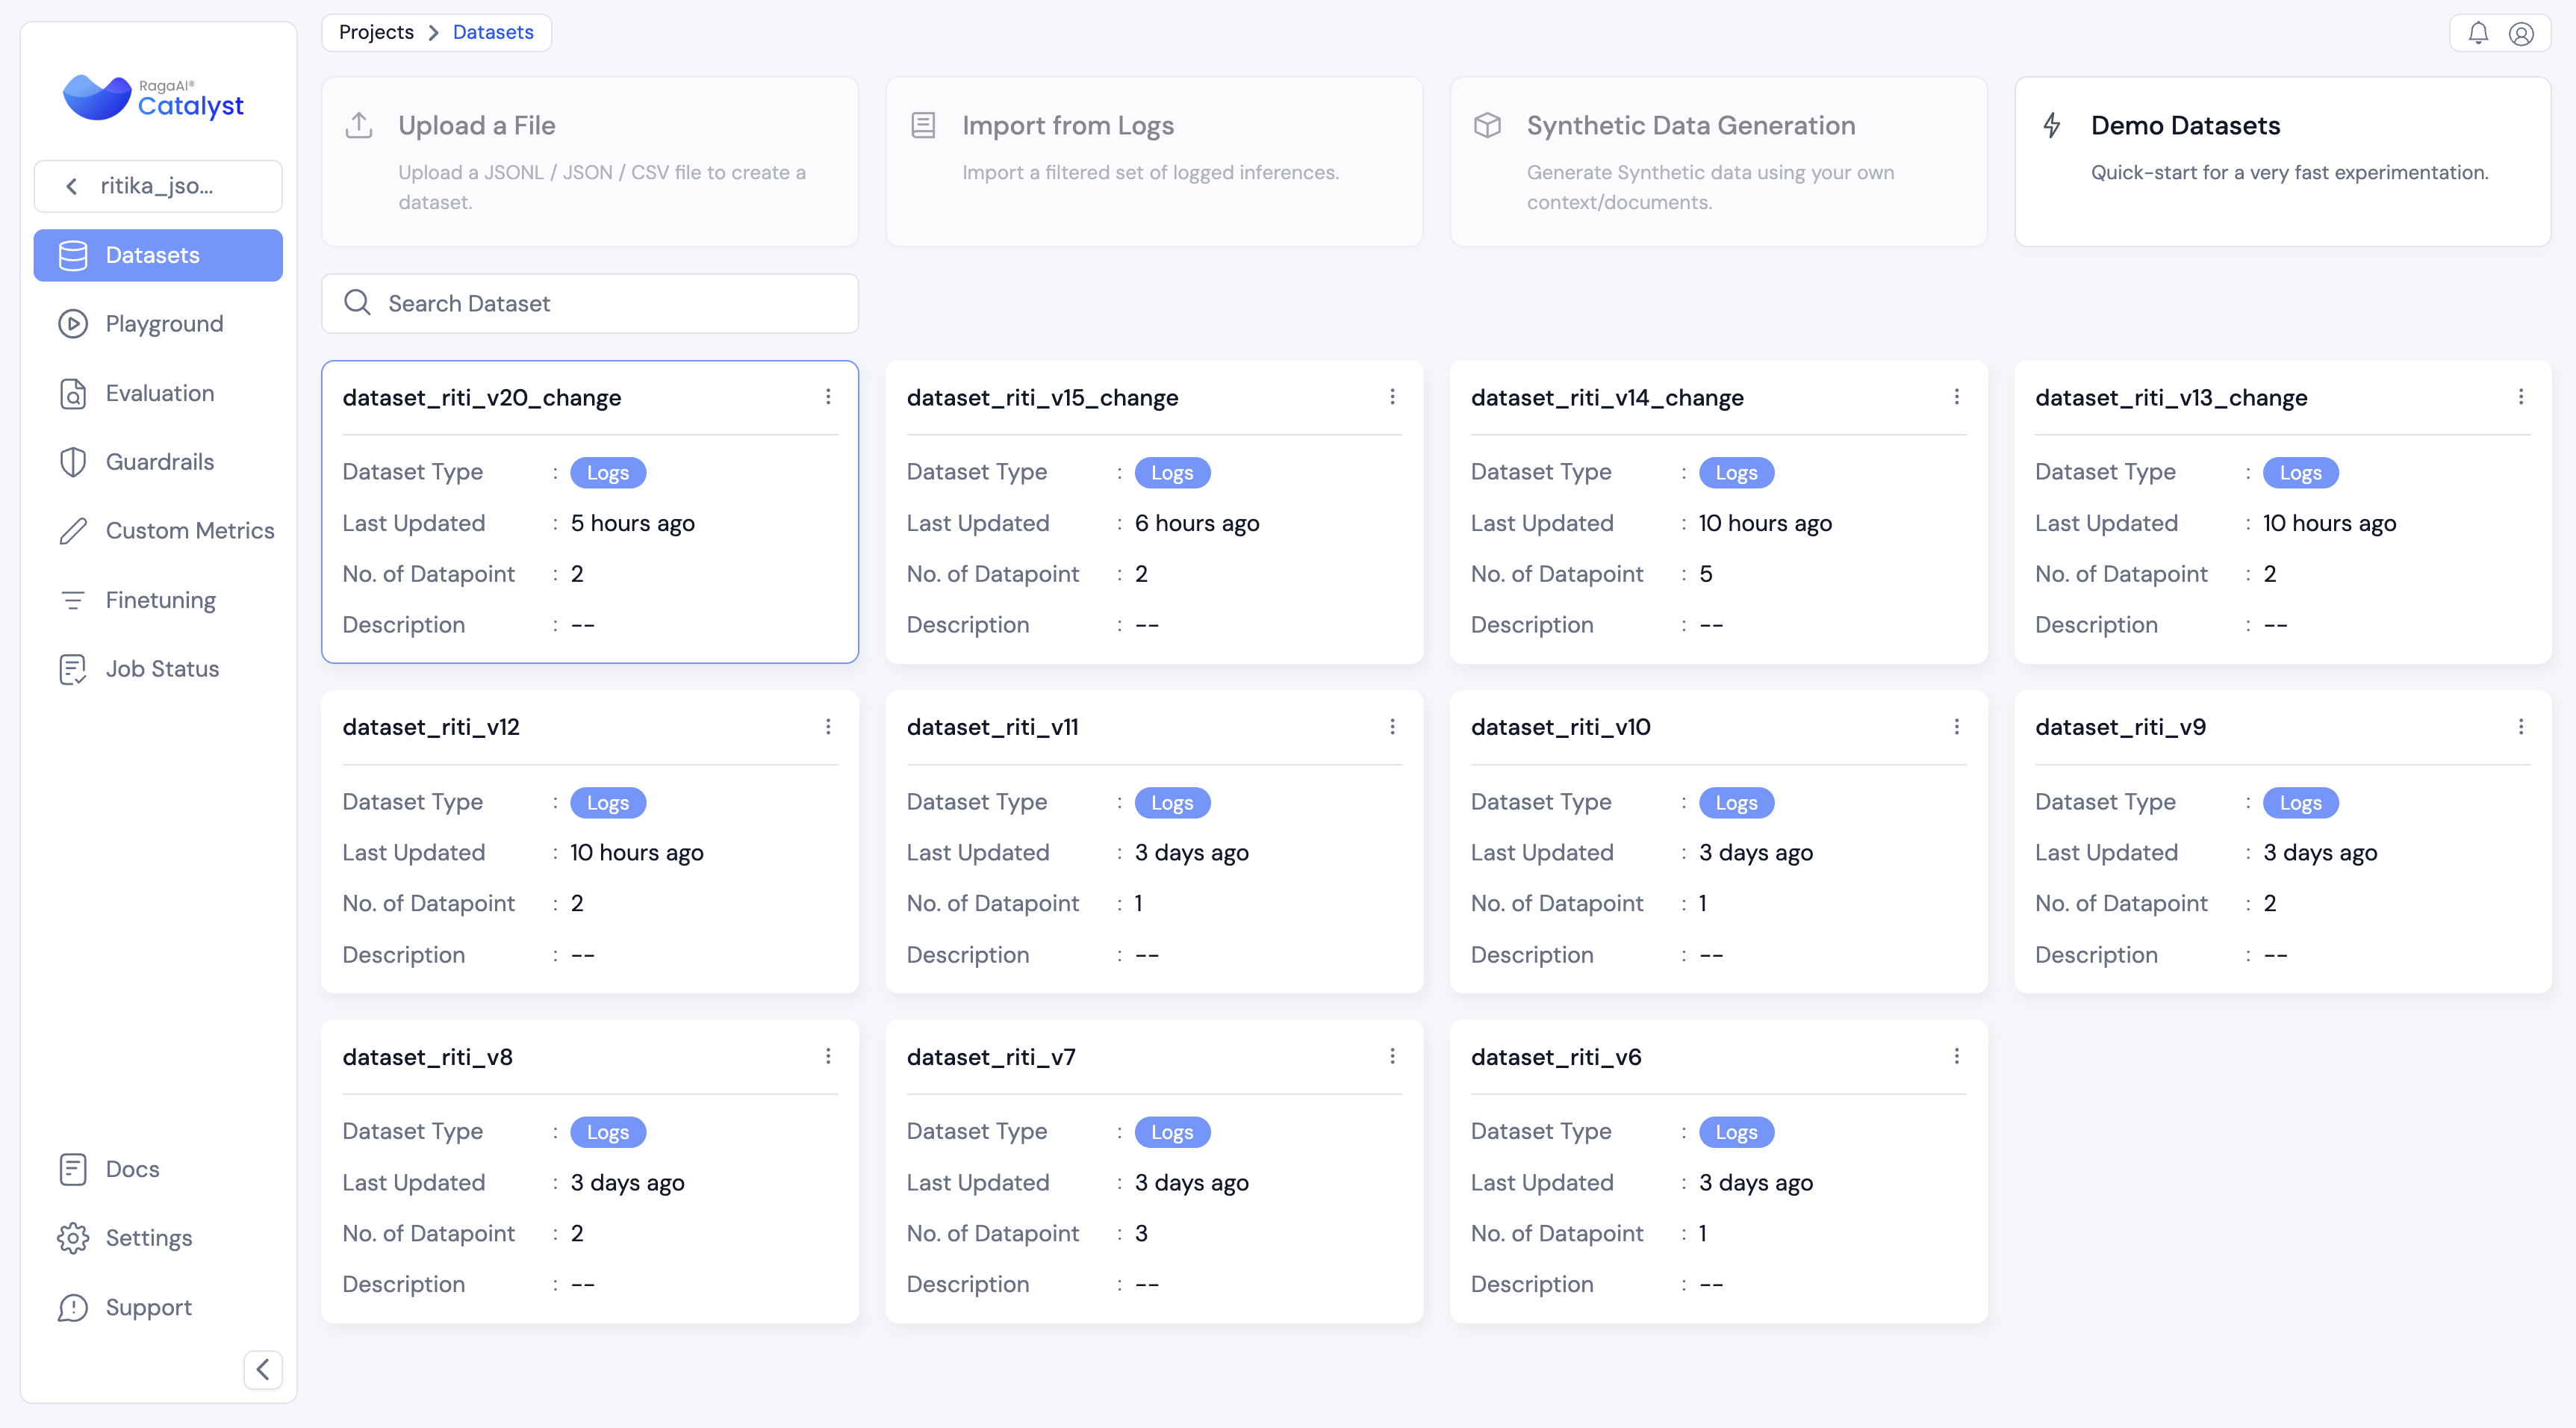 RagaAI®
Catalyst
ritika_jso...
Datasets
Playground
Evaluation
Guardrails
Custom Metrics
Finetuning
Job Status
Docs
Settings
Support
Projects > Datasets
Upload a File
Upload a JSONL / JSON / CSV file to create a
dataset.
Import from Logs
Import a filtered set of logged inferences.
Synthetic Data Generation
Generate Synthetic data using your own
context/documents.
Demo Datasets
Quick-start for a very fast experimentation.
Search Dataset
dataset_riti_v20_change
Dataset Type : Logs
Last Updated : 5 hours ago
No. of Datapoint : 2
Description : --
dataset_riti_v15_change
Dataset Type : Logs
Last Updated : 6 hours ago
No. of Datapoint : 2
Description : --
dataset_riti_v14_change
Dataset Type : Logs
Last Updated : 10 hours ago
No. of Datapoint : 5
Description : --
dataset_riti_v13_change
Dataset Type : Logs
Last Updated : 10 hours ago
No. of Datapoint : 2
Description : --
dataset_riti_v12
Dataset Type : Logs
Last Updated : 10 hours ago
No. of Datapoint : 2
Description : --
dataset_riti_v11
Dataset Type : Logs
Last Updated : 3 days ago
No. of Datapoint : 1
Description : --
dataset_riti_v10
Dataset Type : Logs
Last Updated : 3 days ago
No. of Datapoint : 1
Description : --
dataset_riti_v9
Dataset Type : Logs
Last Updated : 3 days ago
No. of Datapoint : 2
Description : --
dataset_riti_v8
Dataset Type : Logs
Last Updated : 3 days ago
No. of Datapoint : 2
Description : --
dataset_riti_v7
Dataset Type : Logs
Last Updated : 3 days ago
No. of Datapoint : 3
Description : --
dataset_riti_v6
Dataset Type : Logs
Last Updated : 3 days ago
No. of Datapoint : 1
Description : --